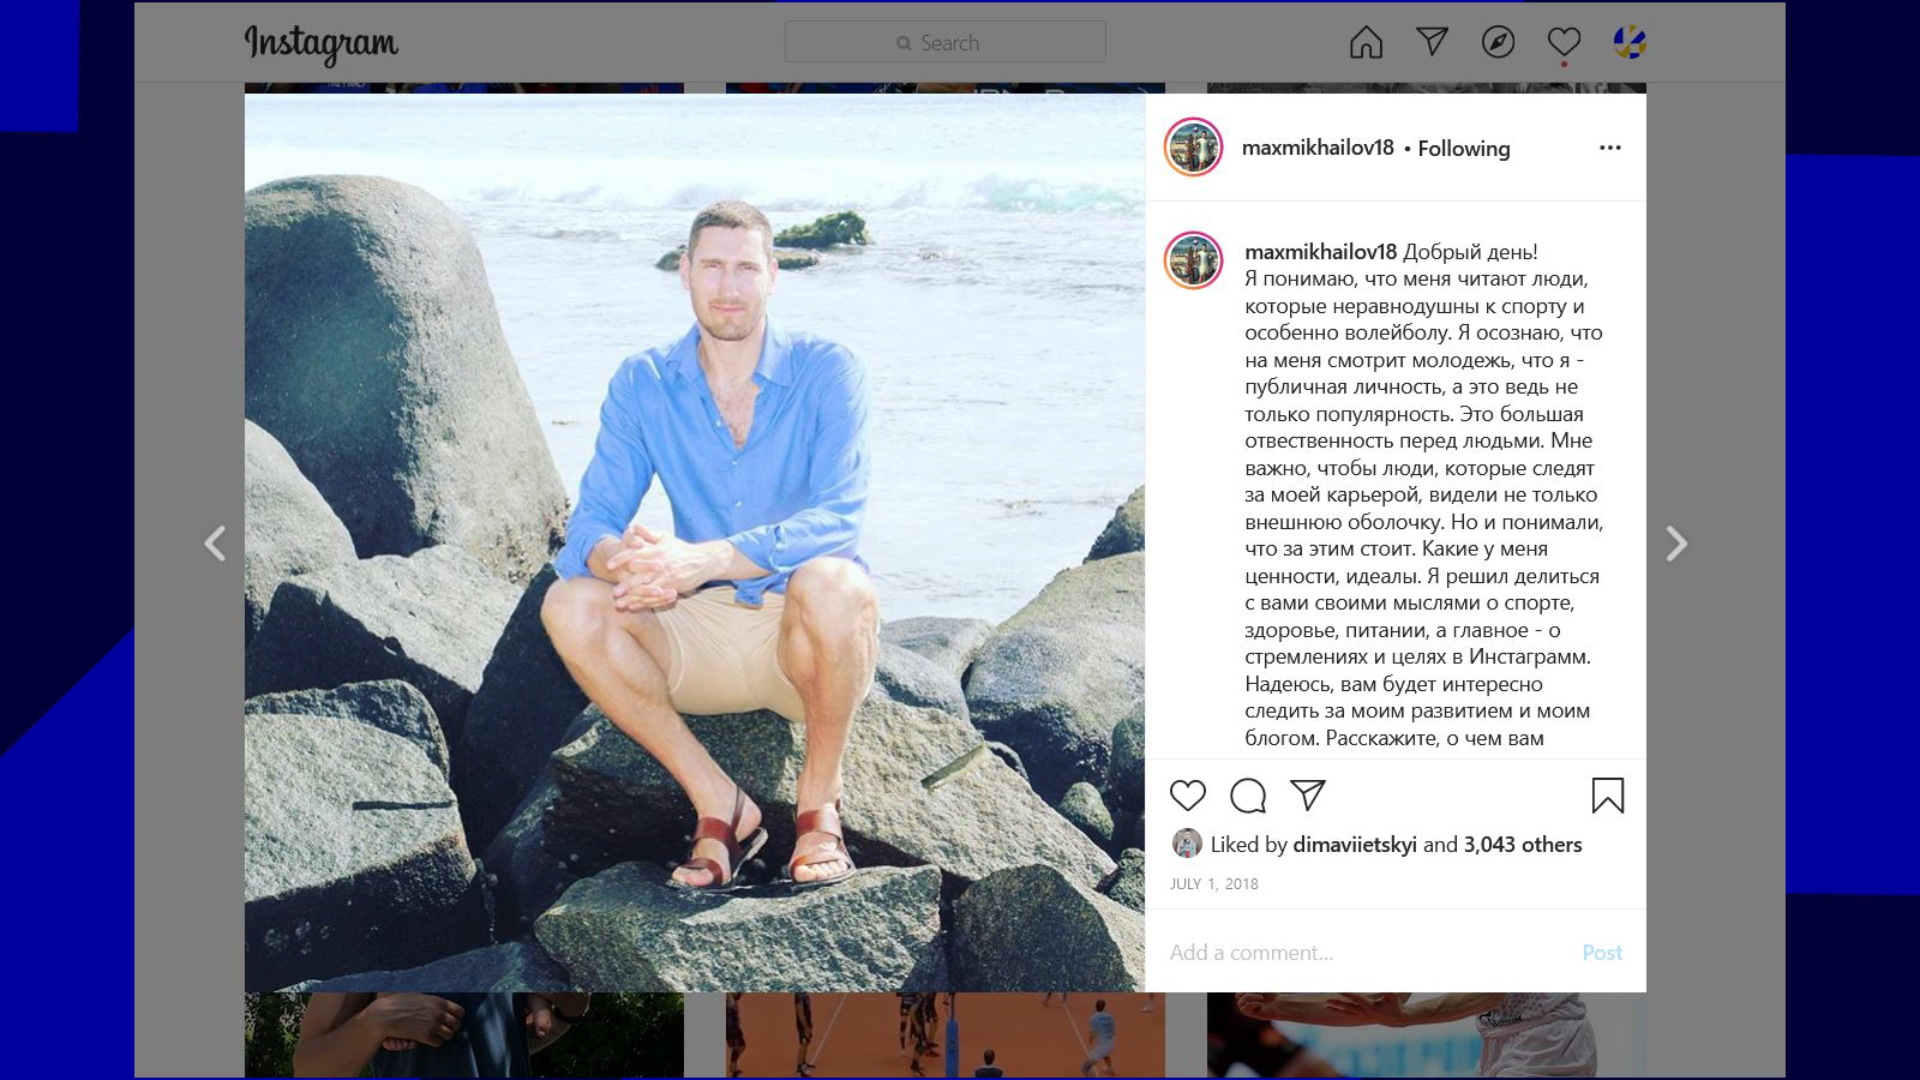 Instagram
Search
maxmikhailov18 • Following
maxmikhailov18 Добрый день!
Я понимаю, что меня читают люди,
которые неравнодушны к спорту и
особенно волейболу. Я осознаю, что
на меня смотрит молодежь, что я -
публичная личность, а это ведь не
только популярность. Это большая
отвественность перед людьми. Мне
важно, чтобы люди, которые следят
за моей карьерой, видели не только
внешнюю оболочку. Но и понимали,
что за этим стоит. Какие у меня
ценности, идеалы. Я решил делиться
с вами своими мыслями о спорте,
здоровье, питании, а главное - о
стремлениях и целях в Инстаграмм.
Надеюсь, вам будет интересно
следить за моим развитием и моим
блогом. Расскажите, о чем вам
Liked by dimaviietskyi and 3,043 others
JULY 1, 2018
Add a comment...
Post